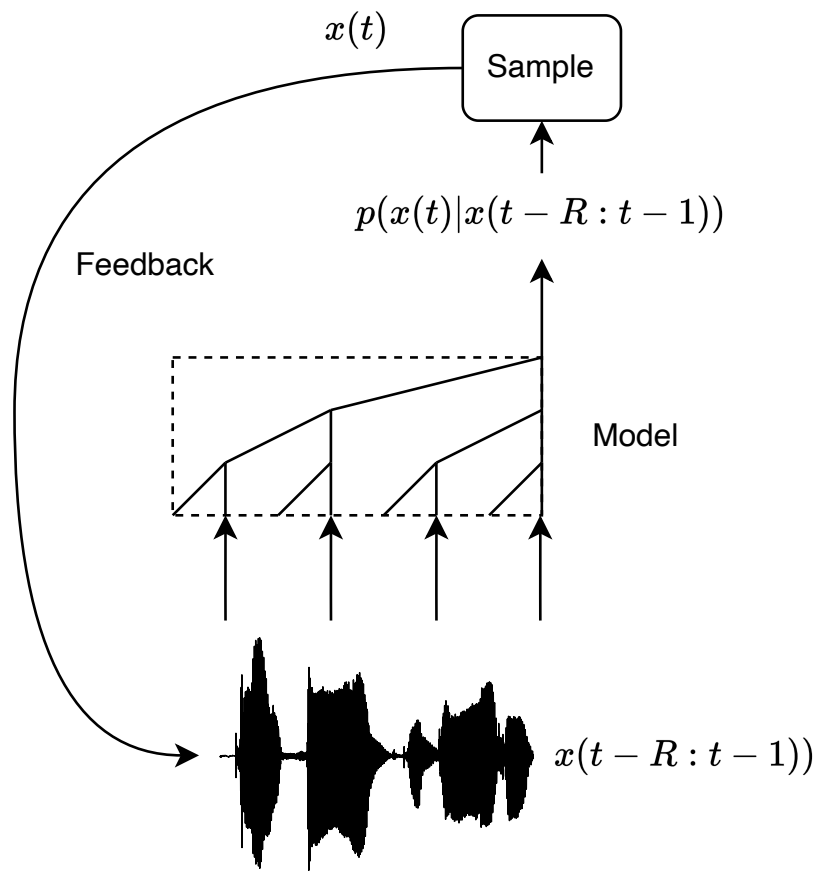 x(t)
Sample
p(x(t)|x(t − R : t − 1))
Feedback
Model
x(t − R : t − 1))